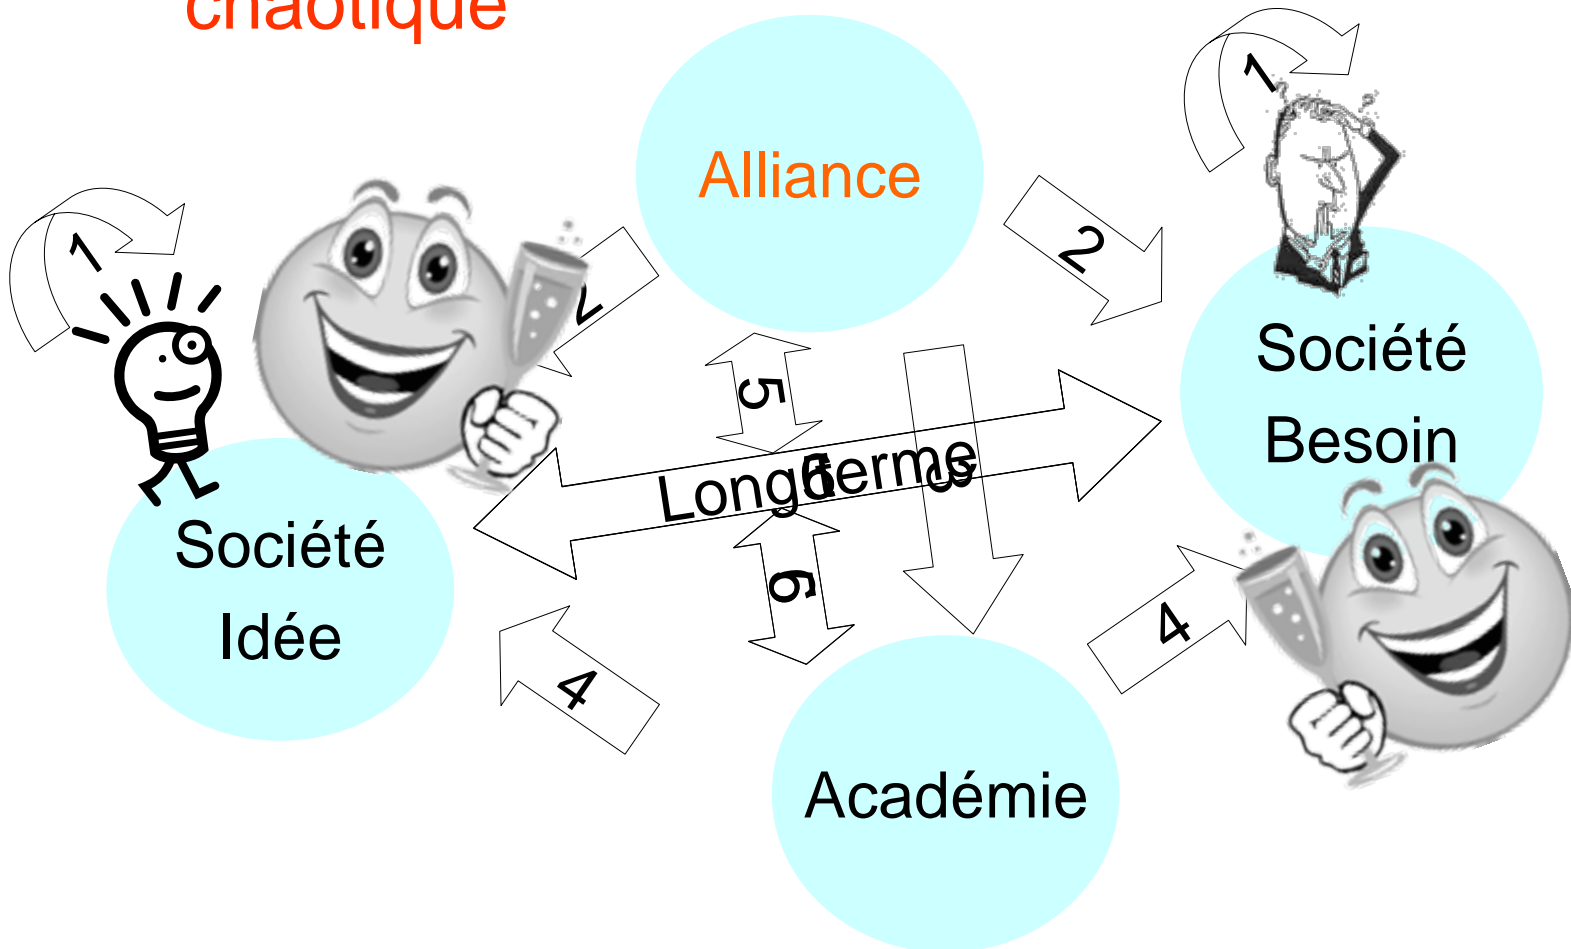 chaotique
1
Alliance
1
2
2
Société
Besoin
5
Long terme
3
Société
Idée
6
4
4
Académie